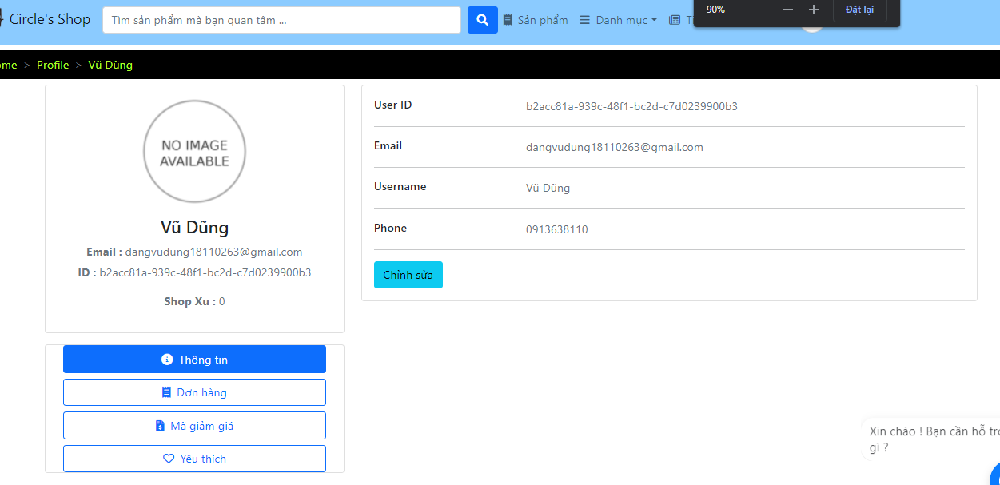 Circle's Shop
Tìm sản phẩm mà bạn quan tâm ...
Sản phẩm
Danh mục
90%
Đặt lại
> Profile > Vũ Dũng
NO IMAGE
AVAILABLE
Vũ Dũng
Email : dangvudung18110263@gmail.com
ID : b2acc81a-939c-48f1-bc2d-c7d0239900b3
Shop Xu : 0
Thông tin
Đơn hàng
Mã giảm giá
Yêu thích
User ID b2acc81a-939c-48f1-bc2d-c7d0239900b3
Email dangvudung18110263@gmail.com
Username Vũ Dũng
Phone 0913638110
Chỉnh sửa
Xin chào ! Bạn cần hỗ
gì ?